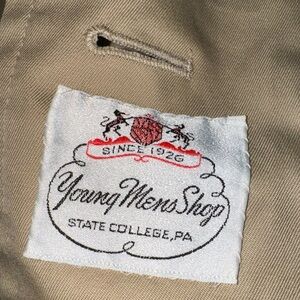 SINCE 1926
Young Mens Shop
STATE COLLEGE, PA